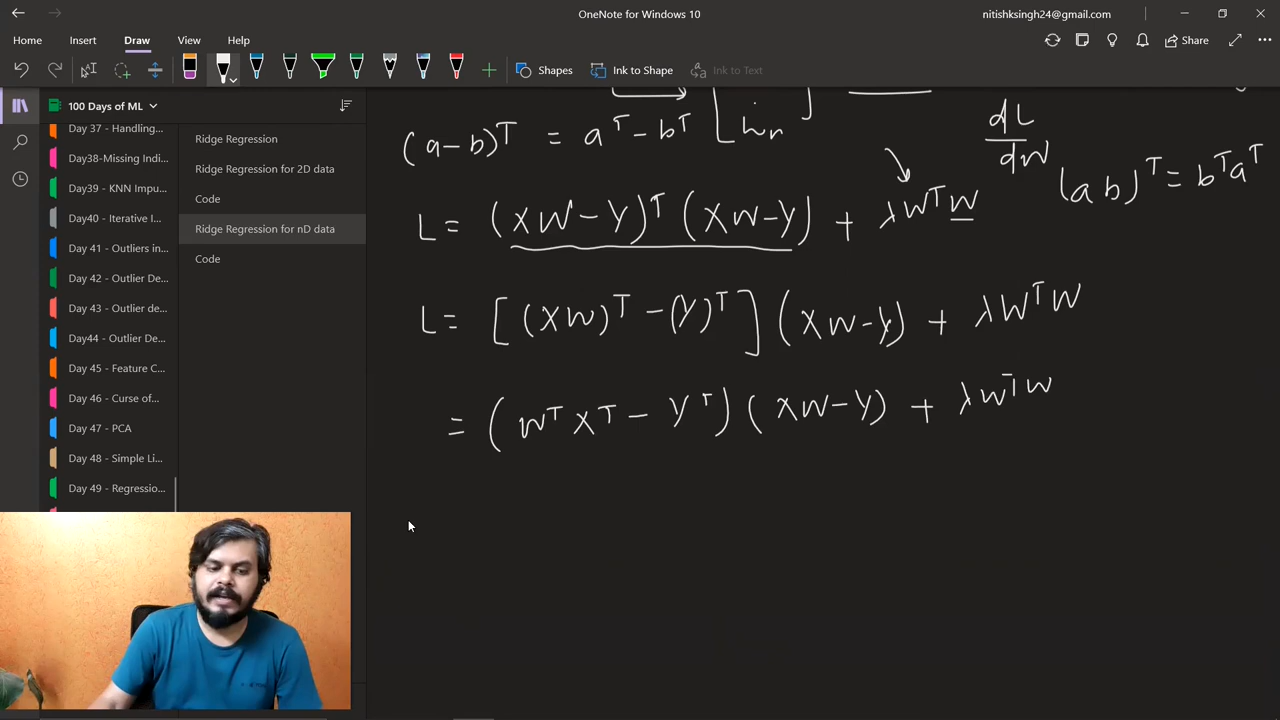 OneNote for Windows 10
nitishksingh24@gmail.com
Home Insert Draw View Help
Share
Shapes Ink to Shape Ink to Text
100 Days of ML
Day 37 - Handling...
Day38-Missing Indi...
Day39 - KNN Impu...
Day40 - Iterative I...
Day 41 - Outliers in...
Day 42 - Outlier De...
Day 43 - Outlier de...
Day44 - Outlier De...
Day 45 - Feature C...
Day 46 - Curse of...
Day 47 - PCA
Day 48 - Simple Li...
Day 49 - Regressio...
Ridge Regression
Ridge Regression for 2D data
Code
Ridge Regression for nD data
Code
(a-b)ᵀ = aᵀ - bᵀ
dL
dW
(ab)ᵀ = bᵀaᵀ
L = (XW-Y)ᵀ(XW-Y) + λWᵀW
L = [(XW)ᵀ - (Y)ᵀ](XW-Y) + λWᵀW
= (WᵀXᵀ - Yᵀ)(XW-Y) + λWᵀW